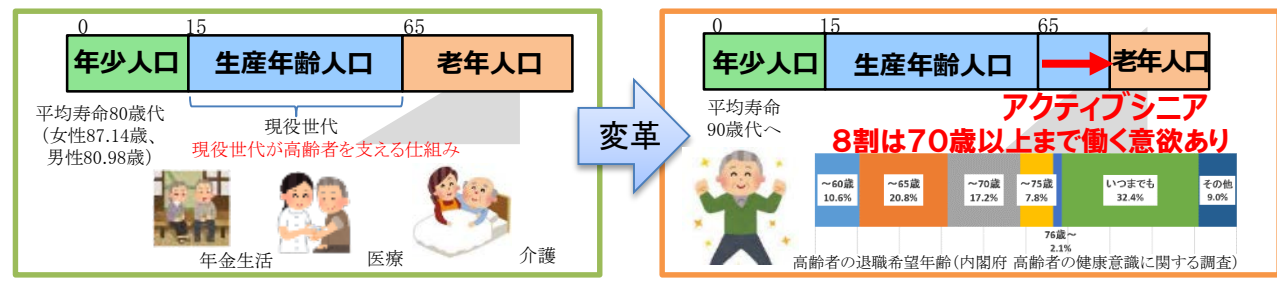 0 15 65
年少人口 生産年齢人口 老年人口
平均寿命80歳代
(女性87.14歳、
男性80.98歳)
現役世代
現役世代が高齢者を支える仕組み
年金生活 医療 介護
変革
0 15 65
年少人口 生産年齢人口 老年人口
平均寿命
90歳代へ
アクティブシニア
8割は70歳以上まで働く意欲あり
~60歳 ~65歳 ~70歳 ~75歳 いつまでも その他
10.6% 20.8% 17.2% 7.8% 32.4% 9.0%
76歳~
2.1%
高齢者の退職希望年齢(内閣府 高齢者の健康意識に関する調査)